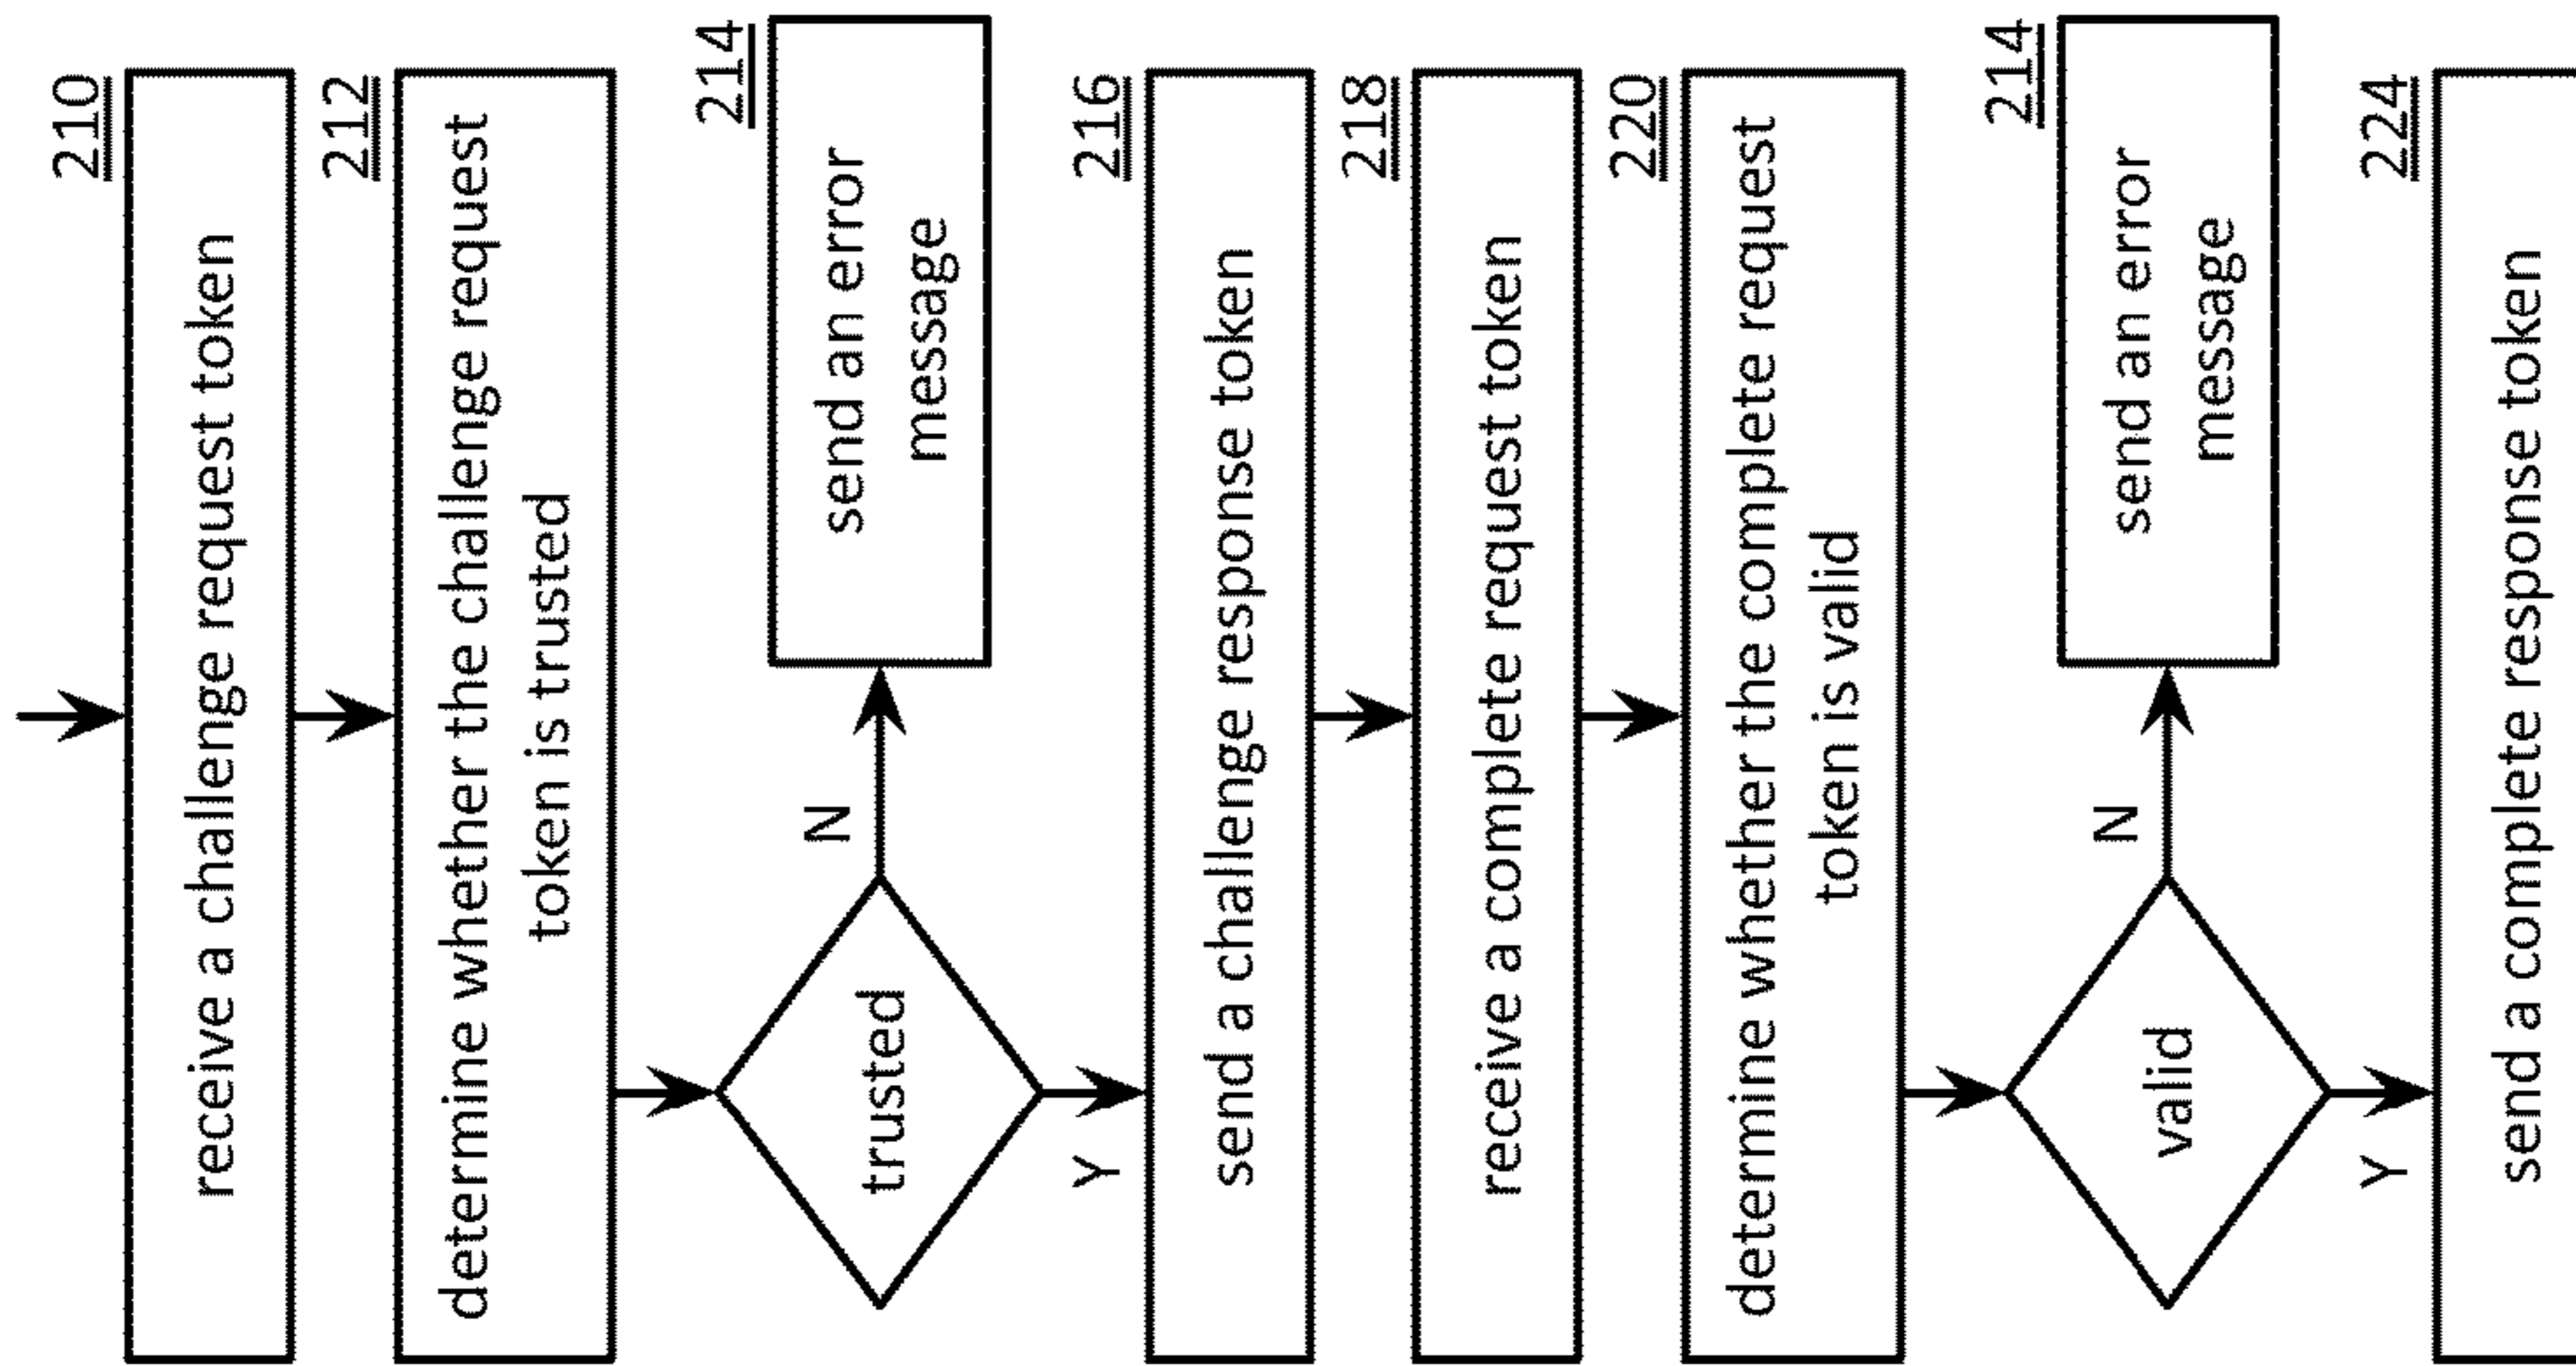 210
receive a challenge request token
212
determine whether the challenge request
token is trusted
trusted
N
214
send an error
message
Y
216
send a challenge response token
218
receive a complete request token
220
determine whether the complete request
token is valid
valid
N
214
send an error
message
Y
224
send a complete response token